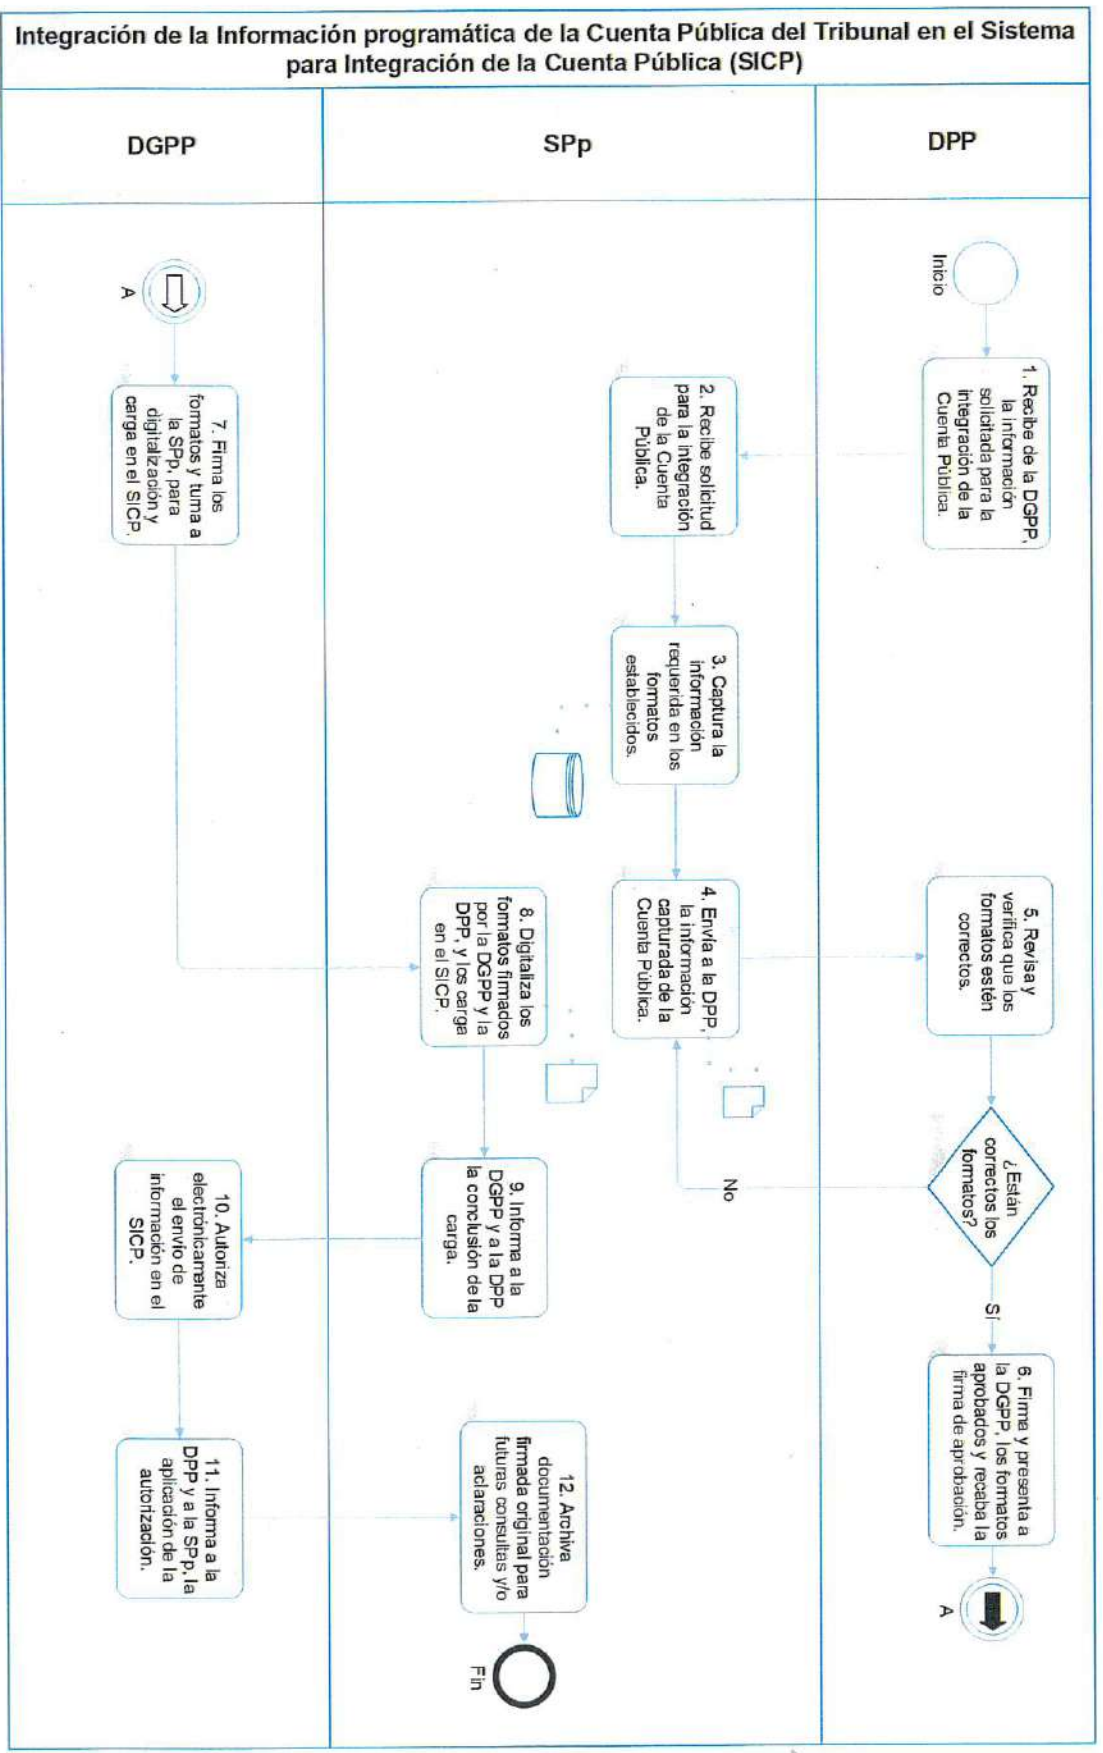 Integración de la Información programática de la Cuenta Pública del Tribunal en el Sistema
para Integración de la Cuenta Pública (SICP)
DGPP
SPp
DPP
Inicio
1. Recibe de la DGPP,
la información
solicitada para la
integración de la
Cuenta Pública.
2. Recibe solicitud
para la integración
de la Cuenta
Pública.
3. Captura la
información
requerida en los
formatos
establecidos.
4. Envía a la DPP,
la información
capturada de la
Cuenta Pública.
5. Revisa y
verifica que los
formatos estén
correctos.
¿Están
correctos los
formatos?
No
Sí
6. Firma y presenta a
la DGPP, los formatos
aprobados y recaba la
firma de aprobación.
A
A
7. Firma los
formatos y turna a
la SPp, para
digitalización y
carga en el SICP.
8. Digitaliza los
formatos firmados
por la DGPP y la
DPP, y los carga
en el SICP.
9. Informa a la
DGPP y a la DPP
la conclusión de la
carga.
10. Autoriza
electrónicamente
el envío de
información en el
SICP.
11. Informa a la
DPP y a la SPp, la
aplicación de la
autorización.
12. Archiva
documentación
firmada original para
futuras consultas y/o
aclaraciones.
Fin